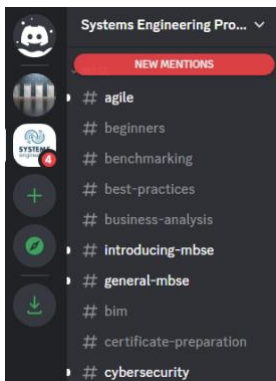 Systems Engineering Pro...
NEW MENTIONS
# agile
# beginners
# benchmarking
# best-practices
SYSTEMS
4
# business-analysis
# introducing-mbse
# general-mbse
# bim
# certificate-preparation
# cybersecurity